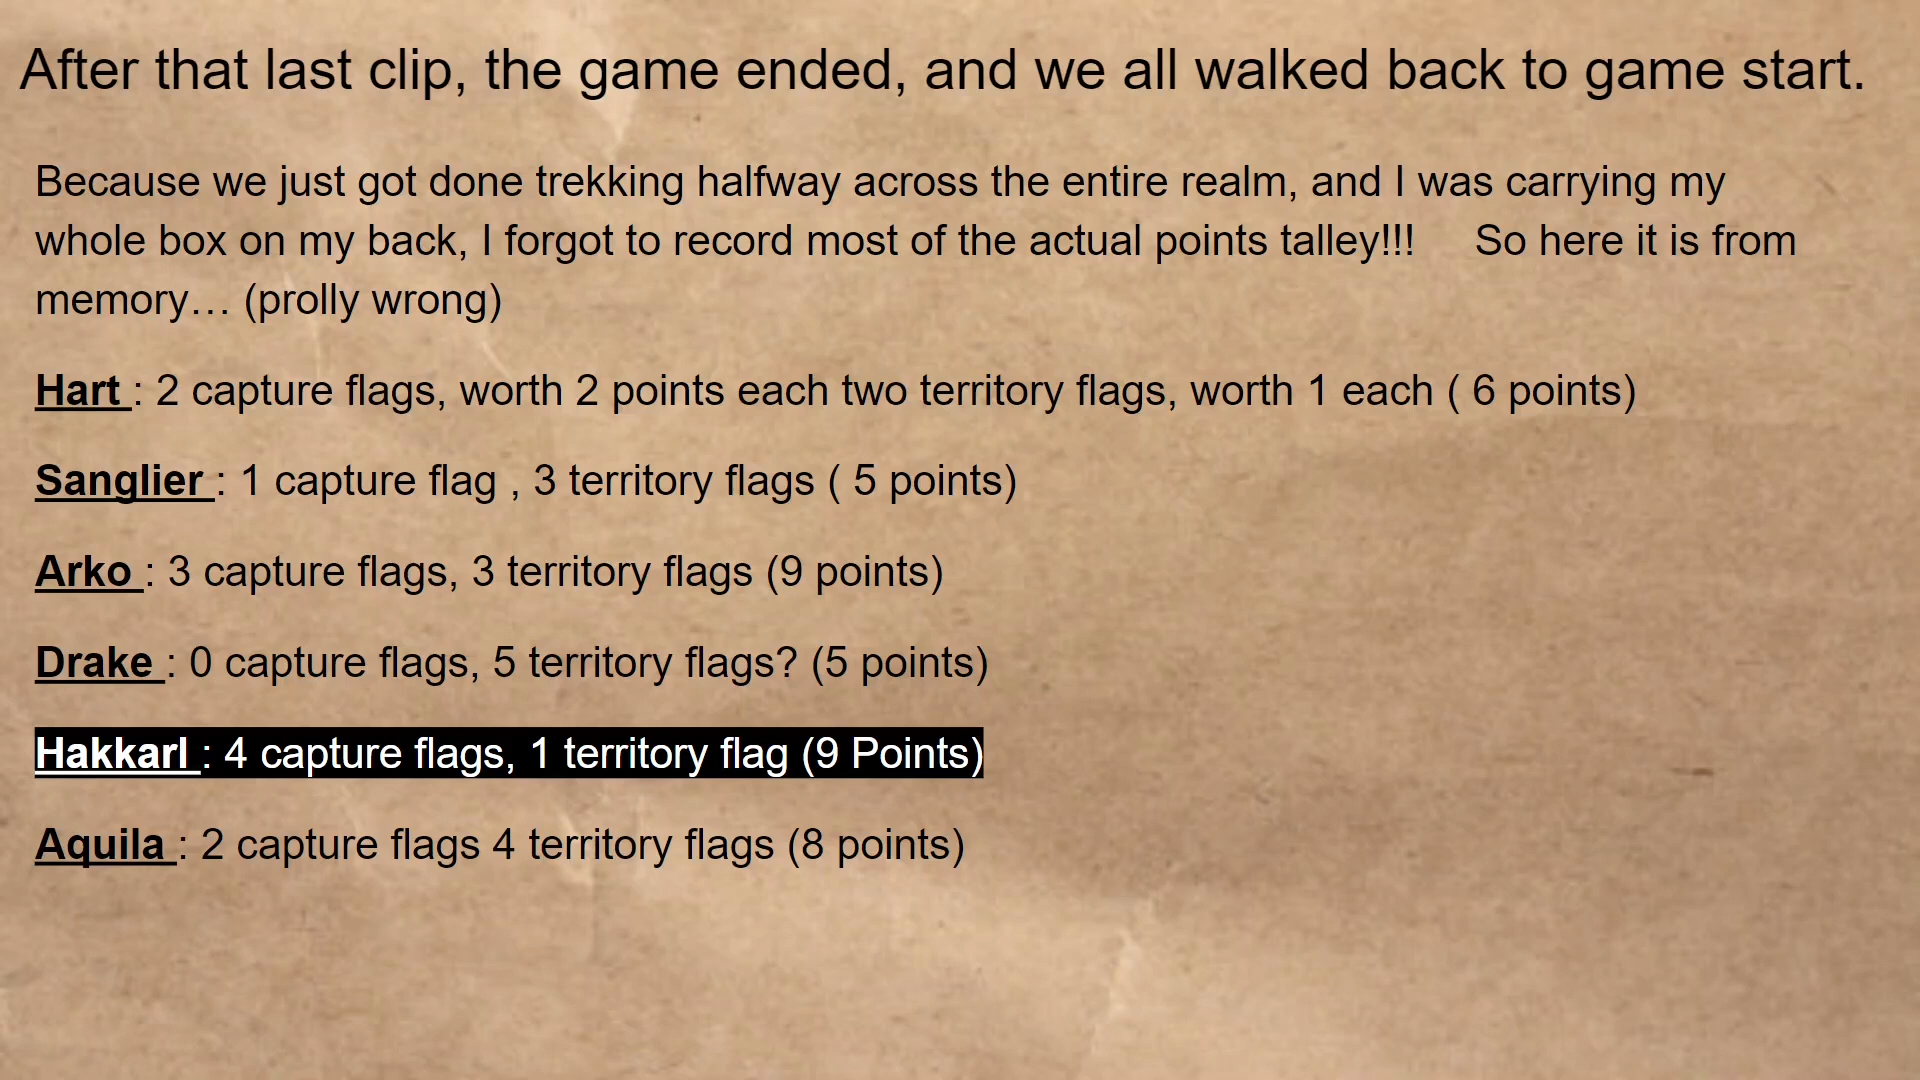 After that last clip, the game ended, and we all walked back to game start.
Because we just got done trekking halfway across the entire realm, and I was carrying my
whole box on my back, I forgot to record most of the actual points talley!!! So here it is from
memory… (prolly wrong)
Hart : 2 capture flags, worth 2 points each two territory flags, worth 1 each ( 6 points)
Sanglier : 1 capture flag , 3 territory flags ( 5 points)
Arko : 3 capture flags, 3 territory flags (9 points)
Drake : 0 capture flags, 5 territory flags? (5 points)
Hakkarl : 4 capture flags, 1 territory flag (9 Points)
Aquila : 2 capture flags 4 territory flags (8 points)